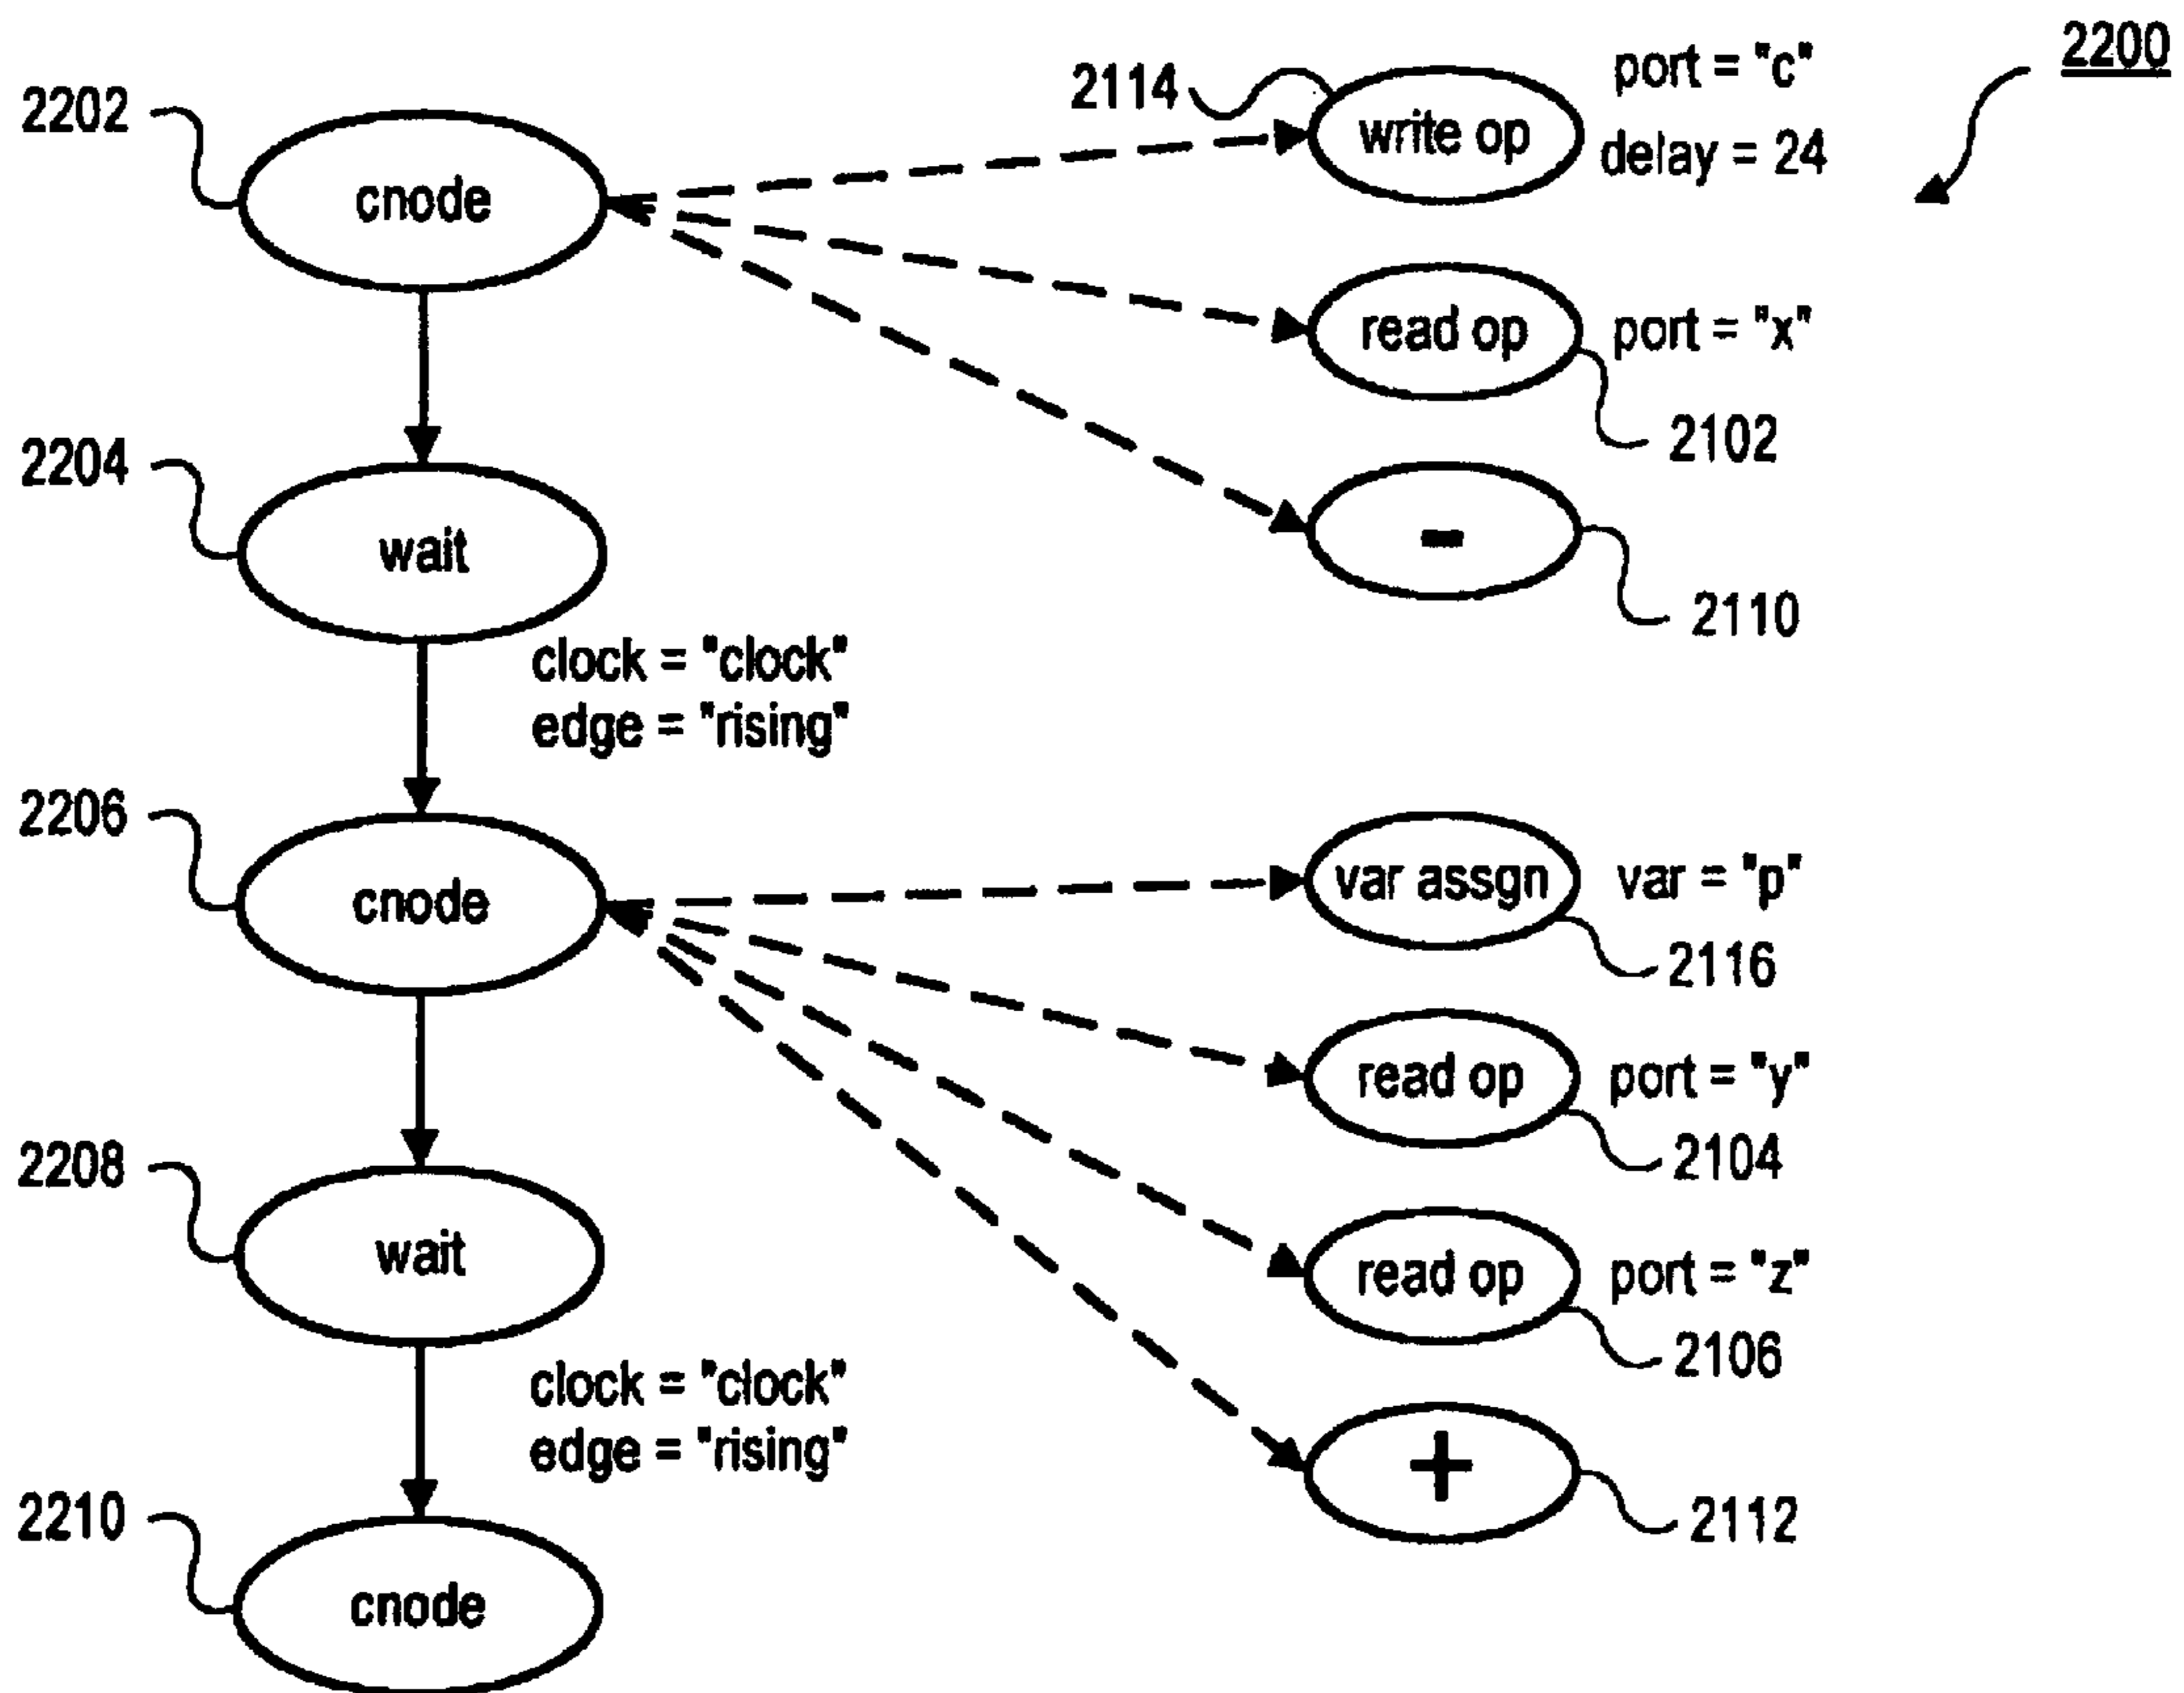 2200
2202
cnode
2114
write op
port = "c"
delay = 24
read op
port = "x"
2102
2204
wait
-
2110
clock = "clock"
edge = "rising"
2206
cnode
var assgn
var = "p"
2116
read op
port = "y"
2104
2208
wait
read op
port = "z"
2106
clock = "clock"
edge = "rising"
+
2112
2210
cnode